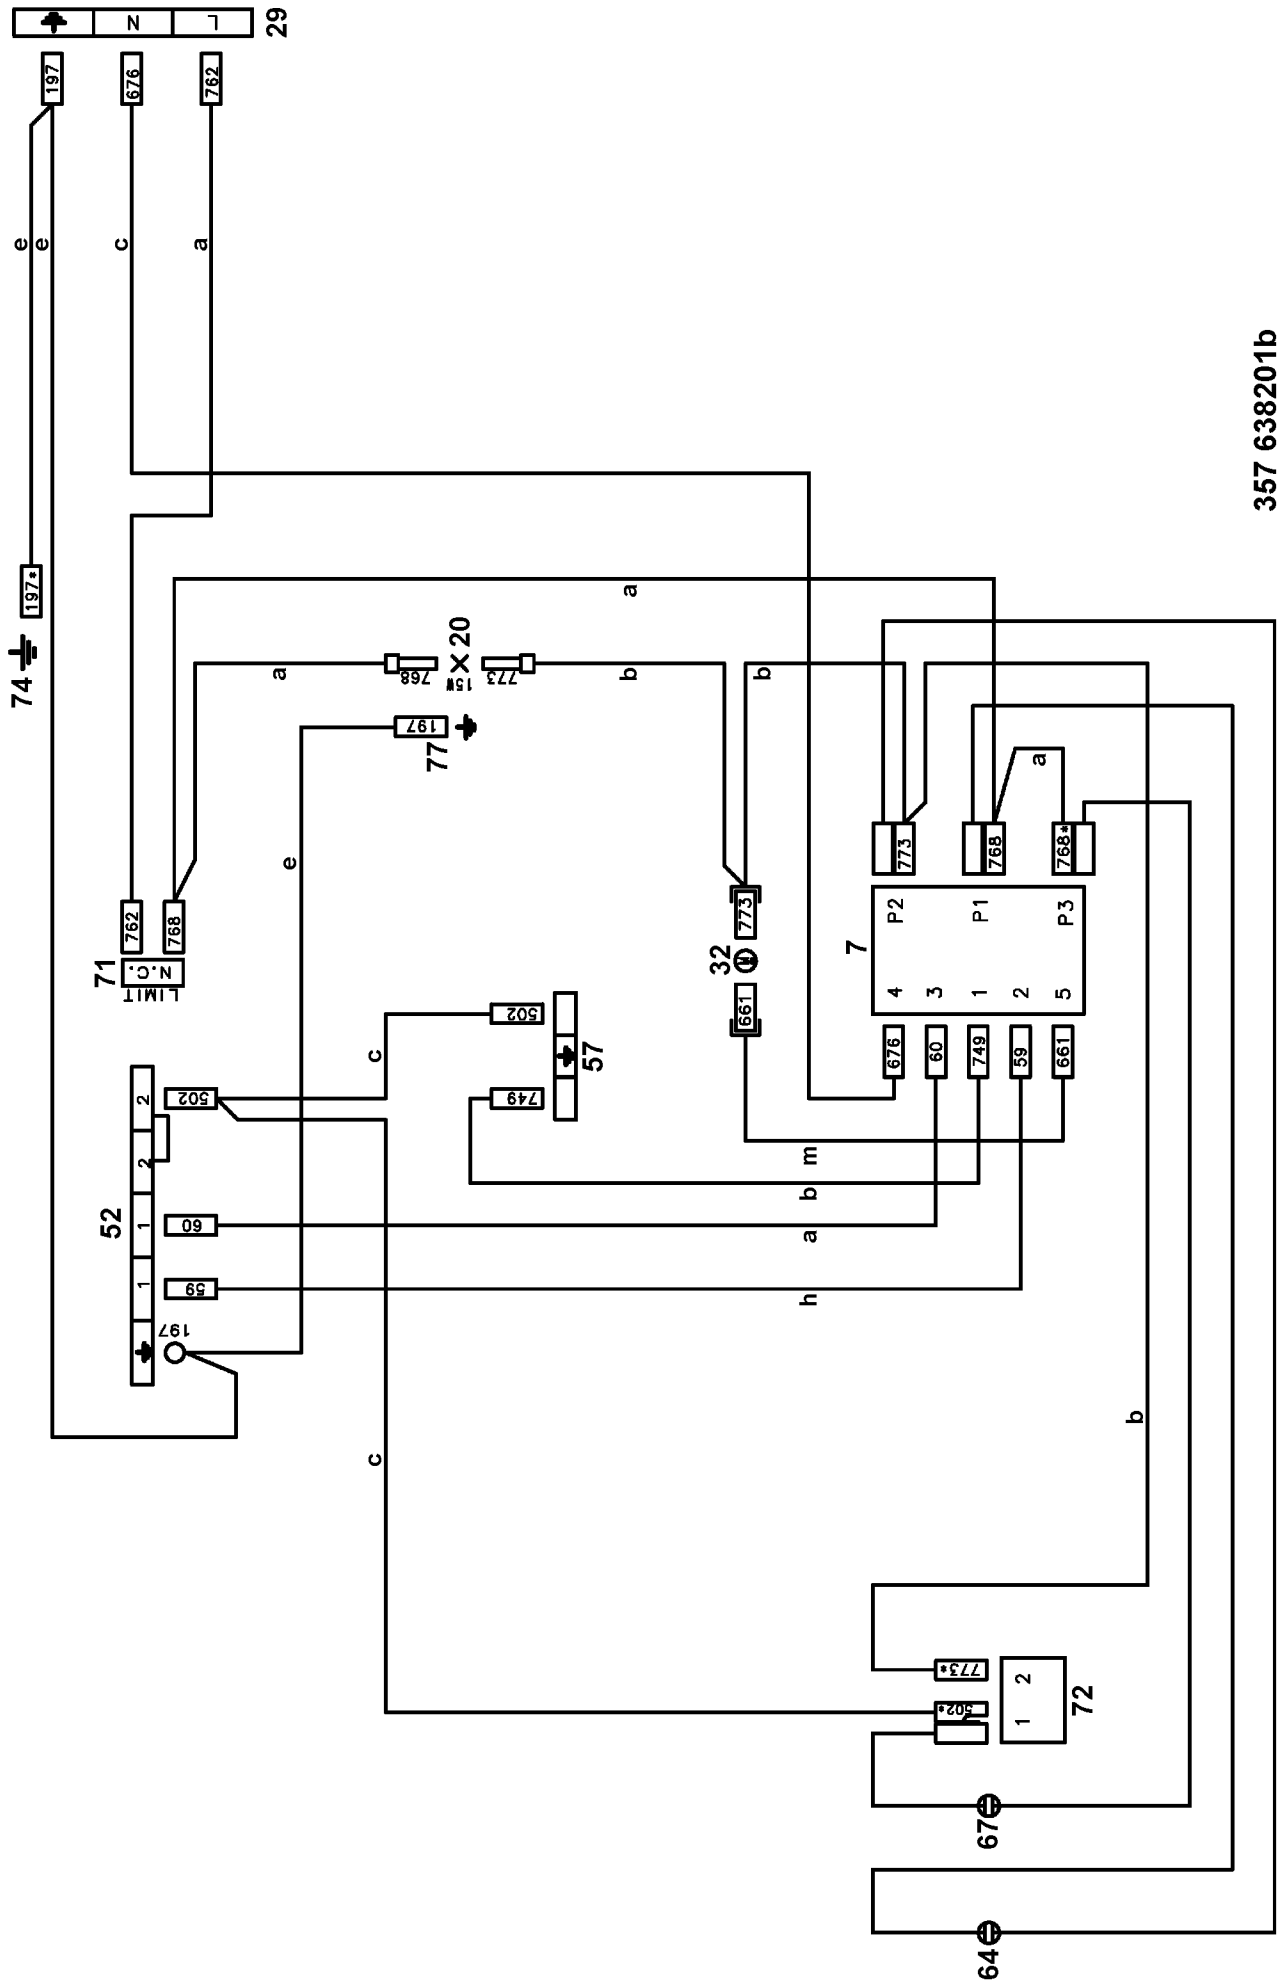 L
N
29
197
676
762
e
e
c
a
357 638201b
197*
74
a
20
768
15W
773
a
b
b
197
77
a
e
762
768
71
N.C.
LIMIT
773
768
768*
773
32
661
7
P2
P1
P3
4
3
1
2
5
676
60
749
59
661
502
749
57
c
2
2
1
1
52
502
60
59
197
m
b
a
h
b
c
773*
502*
1
2
72
67
64